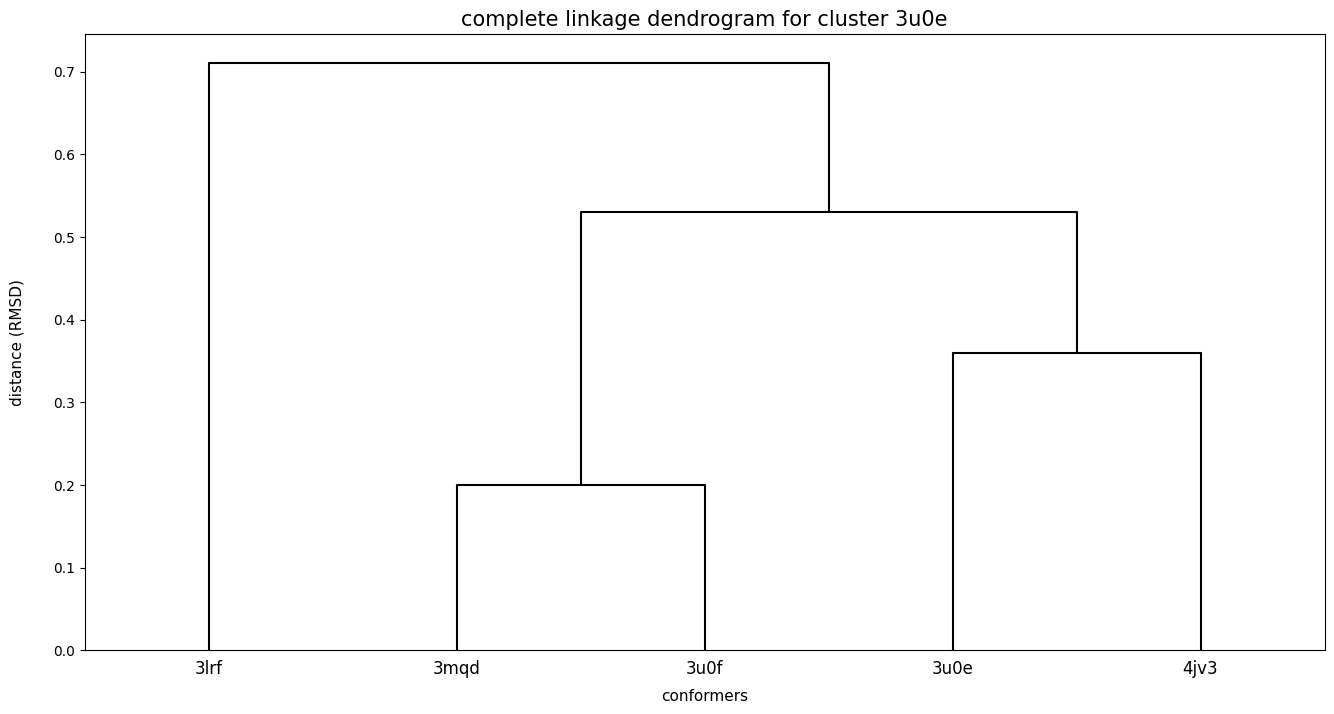 complete linkage dendrogram for cluster 3u0e
0.7
0.6
0.5
0.4
0.3
0.2
0.1
0.0
distance (RMSD)
3lrf 3mqd 3u0f 3u0e 4jv3
conformers